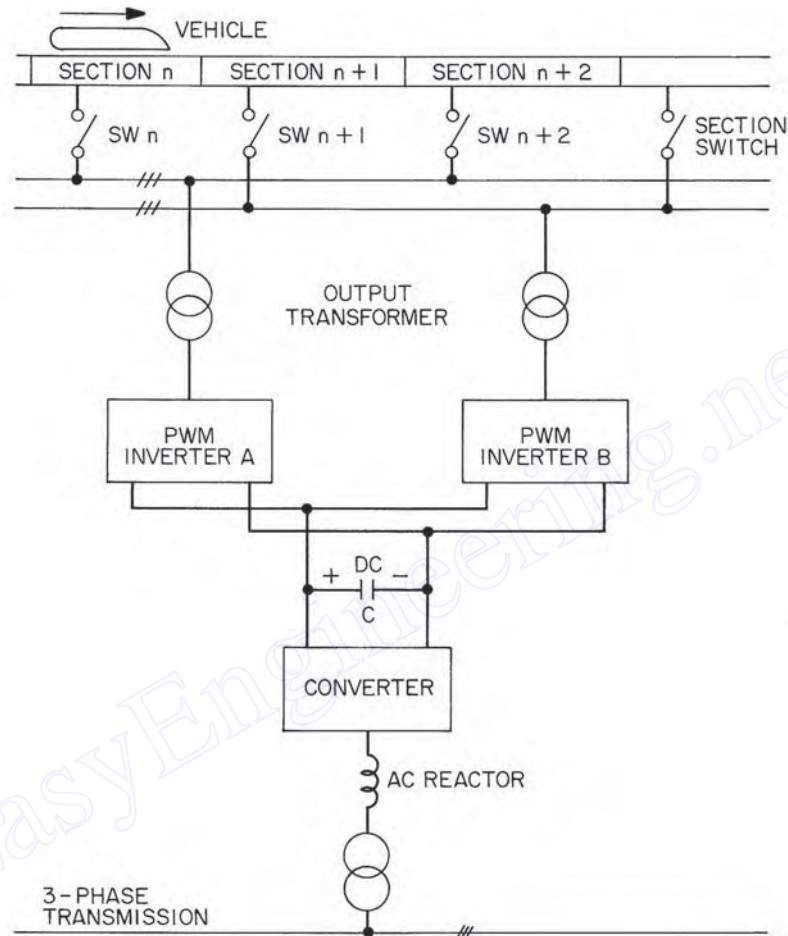 VEHICLE
SECTION n
SECTION n + 1
SECTION n + 2
SW n
SW n + 1
SW n + 2
SECTION
SWITCH
OUTPUT
TRANSFORMER
PWM
INVERTER A
PWM
INVERTER B
+ DC -
C
CONVERTER
AC REACTOR
3-PHASE
TRANSMISSION